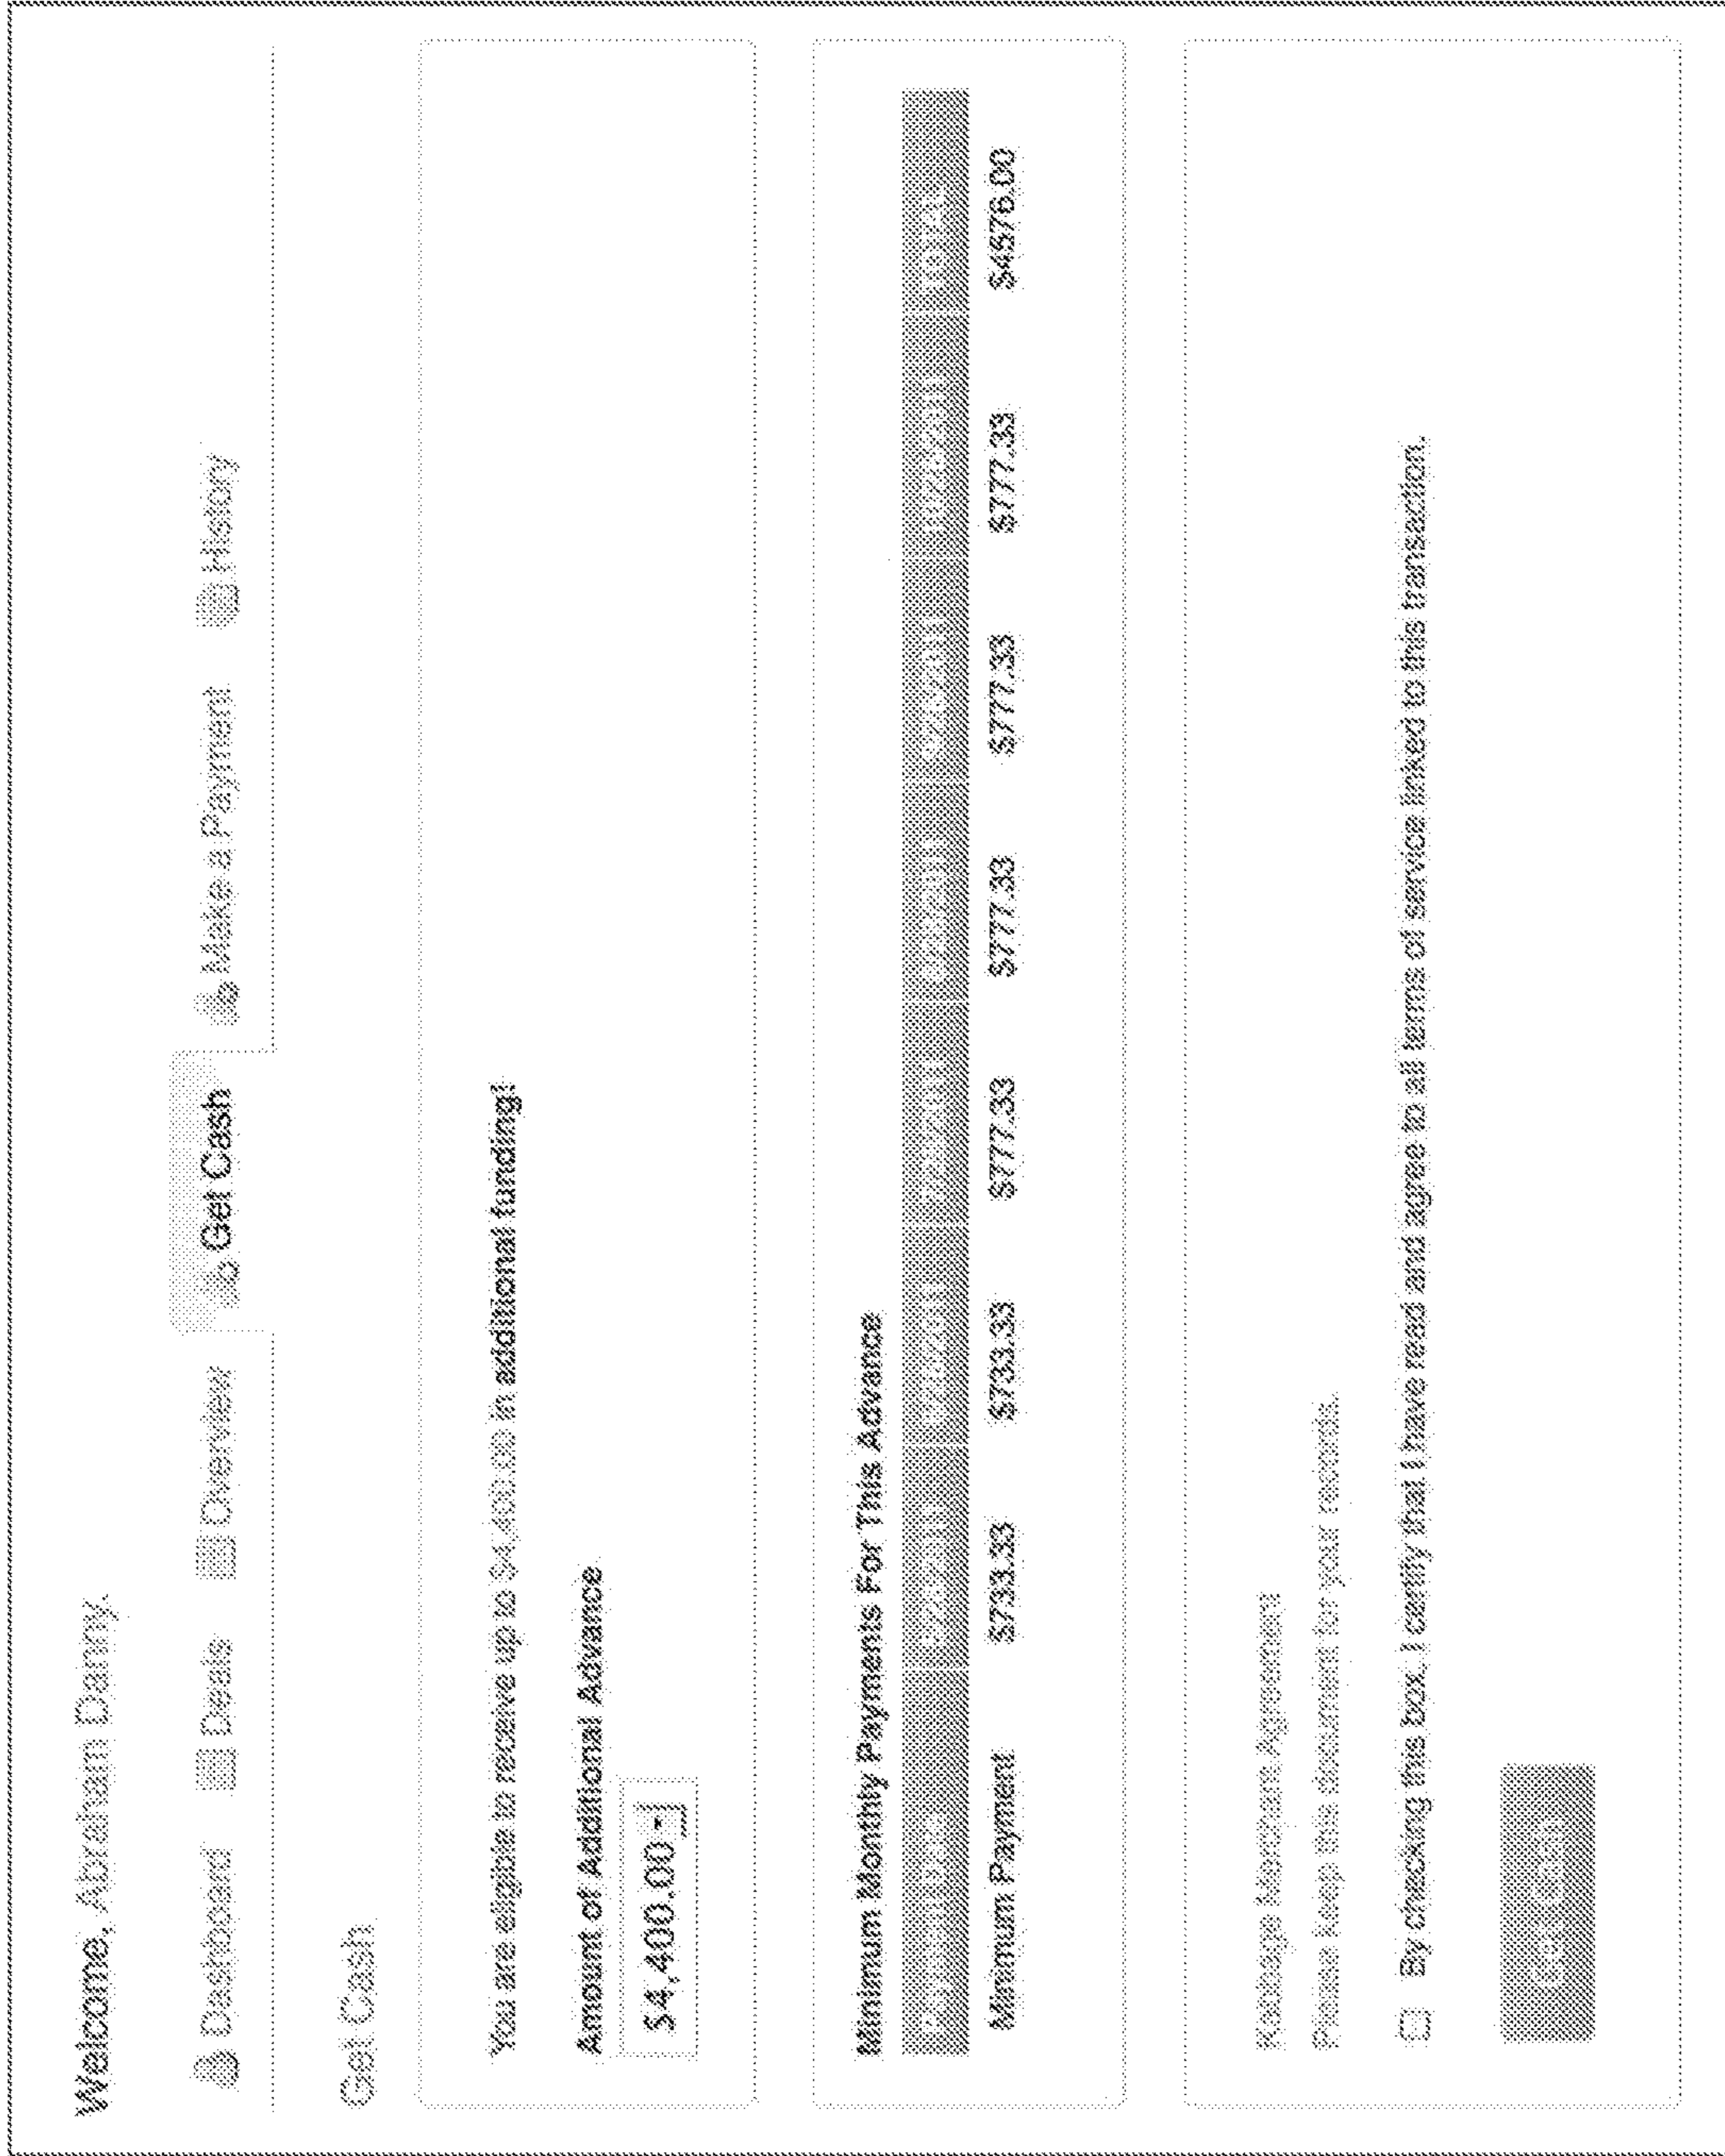 Welcome, Abraham Danny.
Dashboard Deals Overview Get Cash Make a Payment History
Get Cash
You are eligible to receive up to $4,400.00 in additional funding!
Amount of Additional Advance
$4,400.00
Minimum Monthly Payments For This Advance
Minimum Payment $733.33 $733.33 $777.33 $777.33 $777.33 $777.33 $4576.00
Kabbage Merchant Agreement
Please keep this document for your records.
By checking this box, I certify that I have read and agree to all terms of service linked to this transaction.